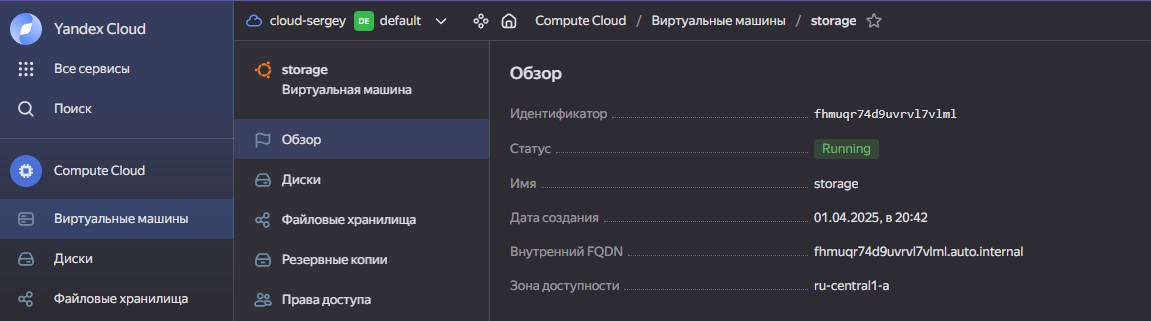 Yandex Cloud
Все сервисы
Поиск
Compute Cloud
Виртуальные машины
Диски
Файловые хранилища
cloud-sergey DE default Compute Cloud / Виртуальные машины / storage
storage
Виртуальная машина
Обзор
Диски
Файловые хранилища
Резервные копии
Права доступа
Обзор
Идентификатор fhmuqr74d9uvrvl7vlml
Статус Running
Имя storage
Дата создания 01.04.2025, в 20:42
Внутренний FQDN fhmuqr74d9uvrvl7vlml.auto.internal
Зона доступности ru-central1-a